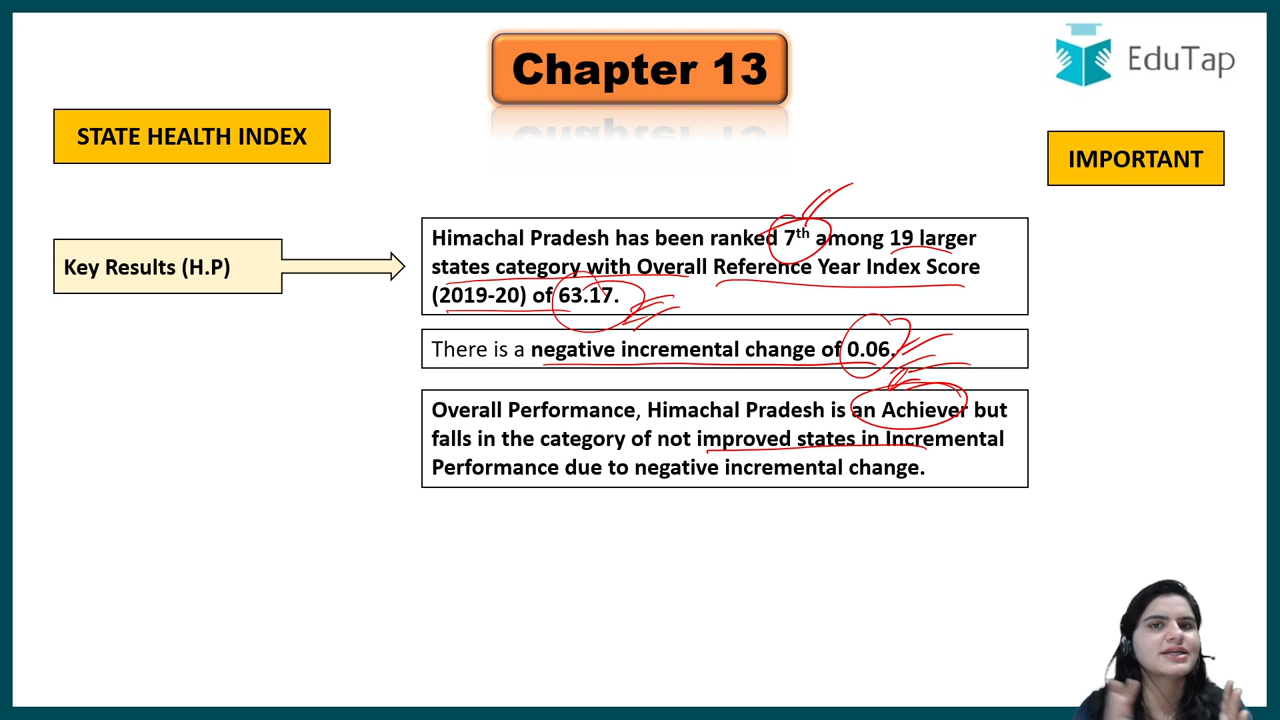 Chapter 13
EduTap
STATE HEALTH INDEX
IMPORTANT
Key Results (H.P)
Himachal Pradesh has been ranked 7th among 19 larger
states category with Overall Reference Year Index Score
(2019-20) of 63.17.
There is a negative incremental change of 0.06.
Overall Performance, Himachal Pradesh is an Achiever but
falls in the category of not improved states in Incremental
Performance due to negative incremental change.